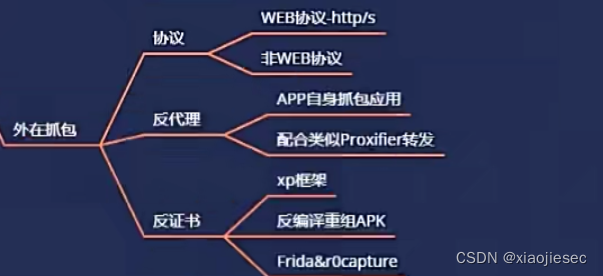 WEB协议-http/s
协议
非WEB协议
APP自身抓包应用
反代理
外在抓包
配合类似Proxifier转发
xp框架
反证书
反编译重组APK
Frida&r0capture
CSDN @xiaojiesec